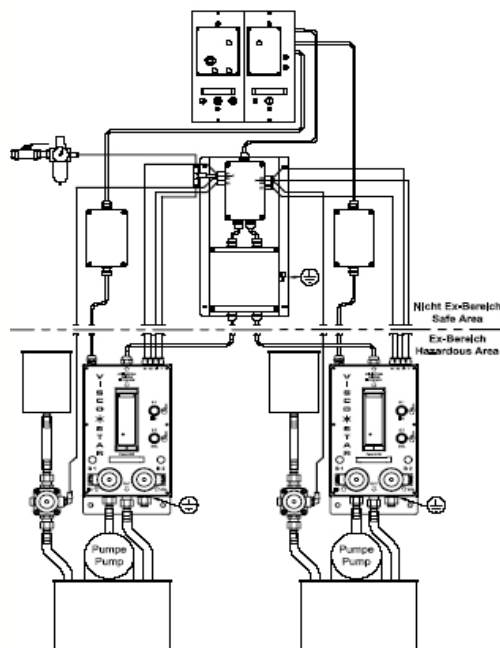 Nicht Ex-Bereich
Safe Area
Ex-Bereich
Hazardous Area
VISCO✶STAR
VISCO✶STAR
Pumpe
Pump
Pumpe
Pump